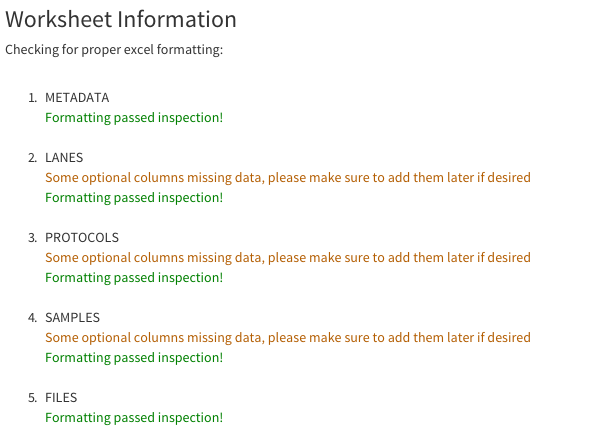 Worksheet Information
Checking for proper excel formatting:
1. METADATA
Formatting passed inspection!
2. LANES
Some optional columns missing data, please make sure to add them later if desired
Formatting passed inspection!
3. PROTOCOLS
Some optional columns missing data, please make sure to add them later if desired
Formatting passed inspection!
4. SAMPLES
Some optional columns missing data, please make sure to add them later if desired
Formatting passed inspection!
5. FILES
Formatting passed inspection!